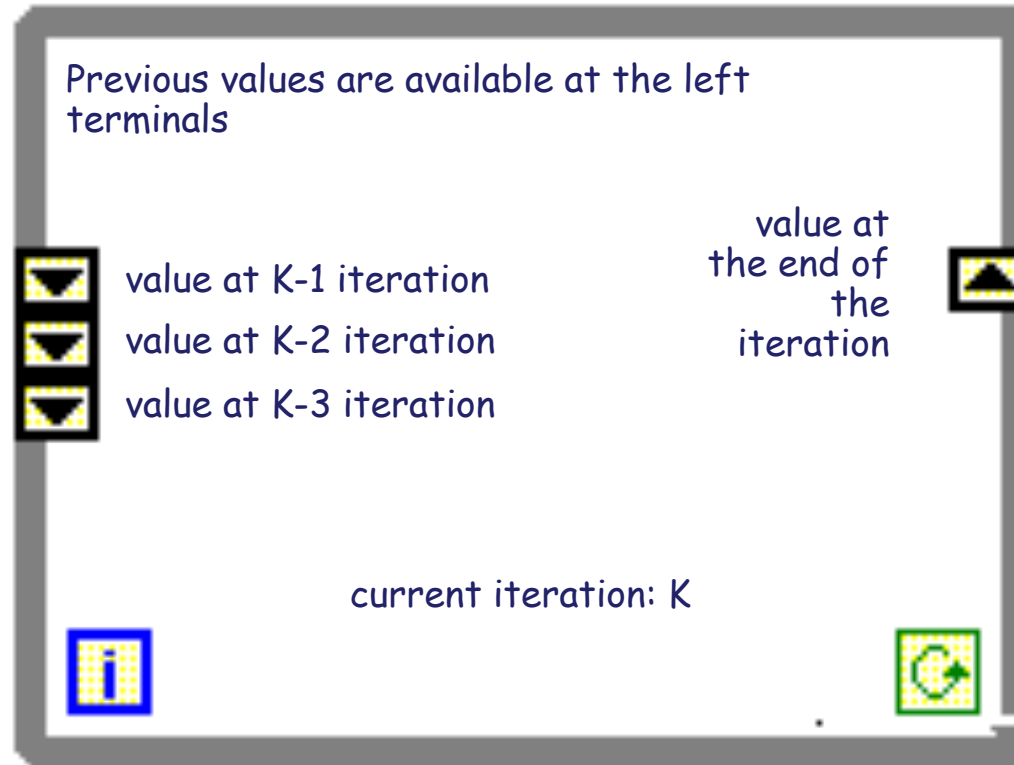 Previous values are available at the left
terminals
value at
the end of
the
iteration
value at K-1 iteration
value at K-2 iteration
value at K-3 iteration
current iteration: K
i